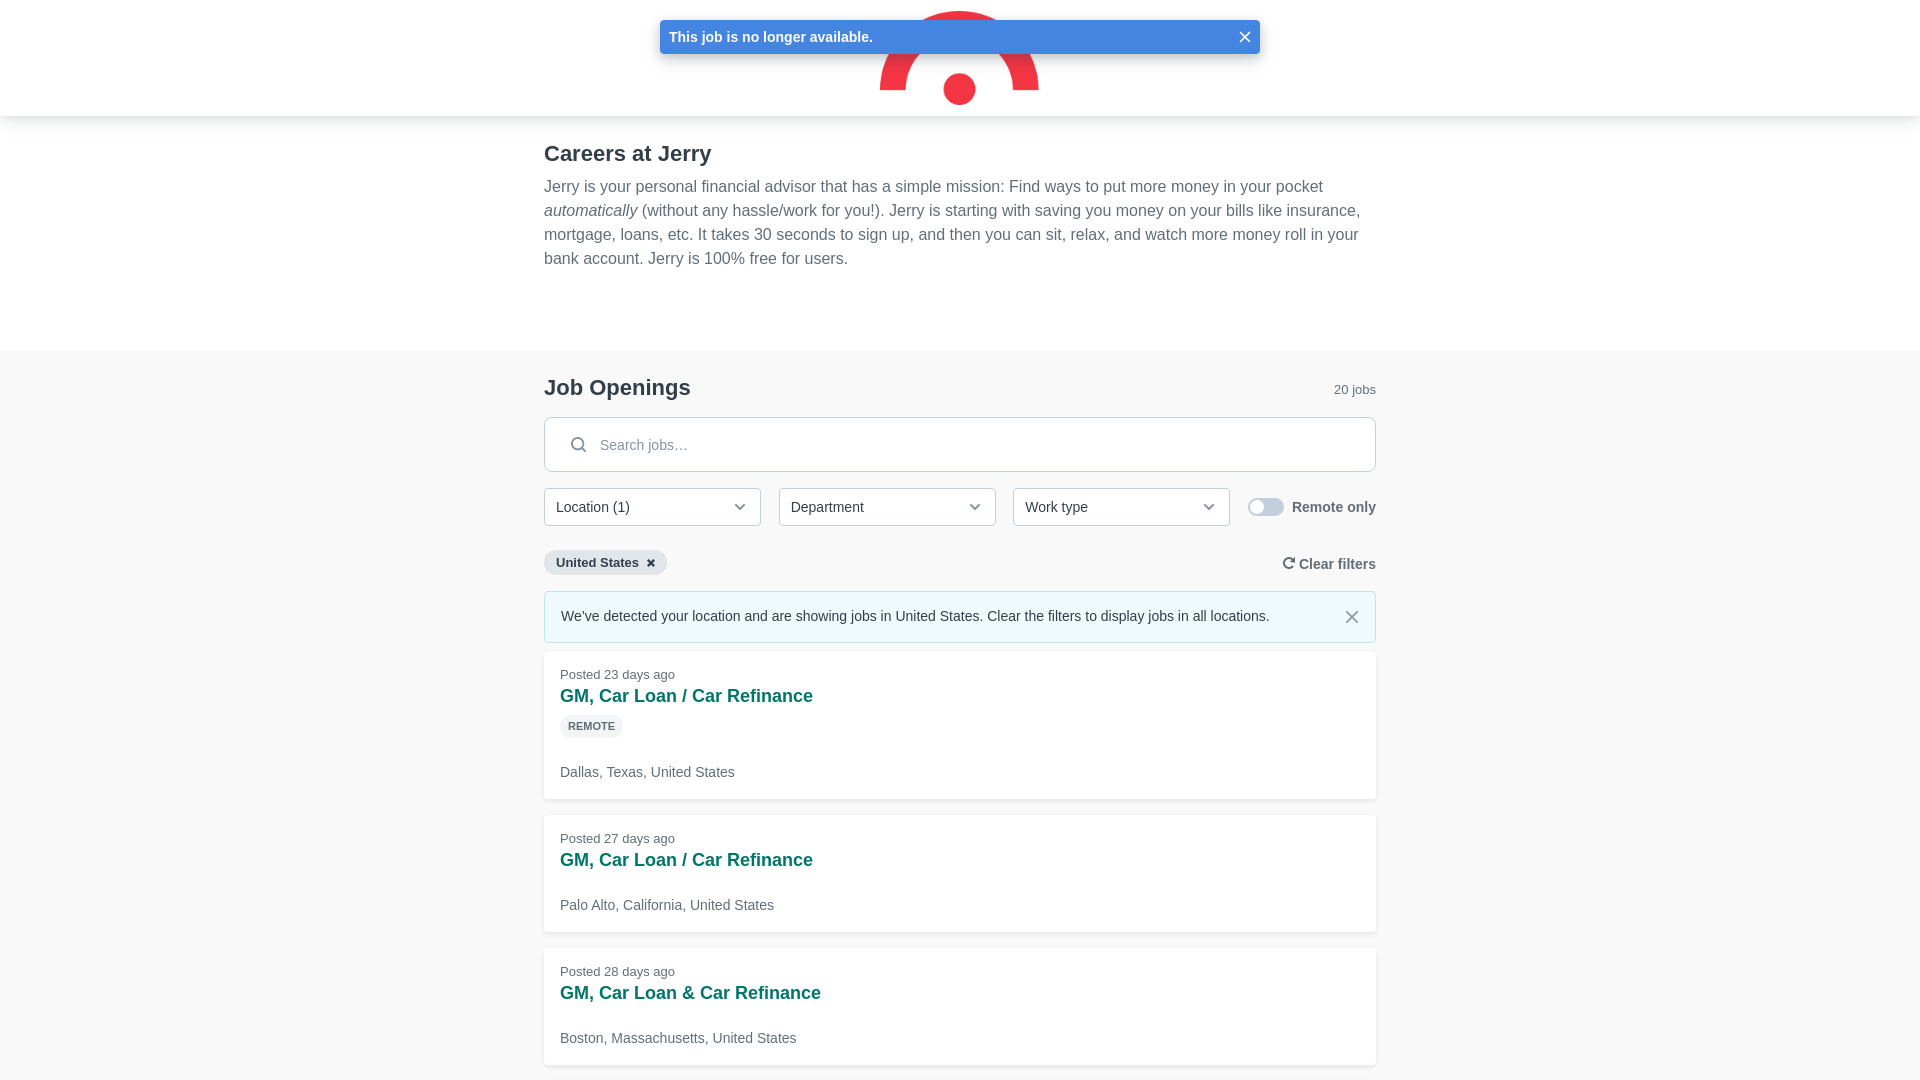 This job is no longer available.
Careers at Jerry
Jerry is your personal financial advisor that has a simple mission: Find ways to put more money in your pocket
automatically (without any hassle/work for you!). Jerry is starting with saving you money on your bills like insurance,
mortgage, loans, etc. It takes 30 seconds to sign up, and then you can sit, relax, and watch more money roll in your
bank account. Jerry is 100% free for users.
Job Openings
20 jobs
Search jobs…
Location (1)
Department
Work type
Remote only
United States
Clear filters
We’ve detected your location and are showing jobs in United States. Clear the filters to display jobs in all locations.
Posted 23 days ago
GM, Car Loan / Car Refinance
REMOTE
Dallas, Texas, United States
Posted 27 days ago
GM, Car Loan / Car Refinance
Palo Alto, California, United States
Posted 28 days ago
GM, Car Loan & Car Refinance
Boston, Massachusetts, United States